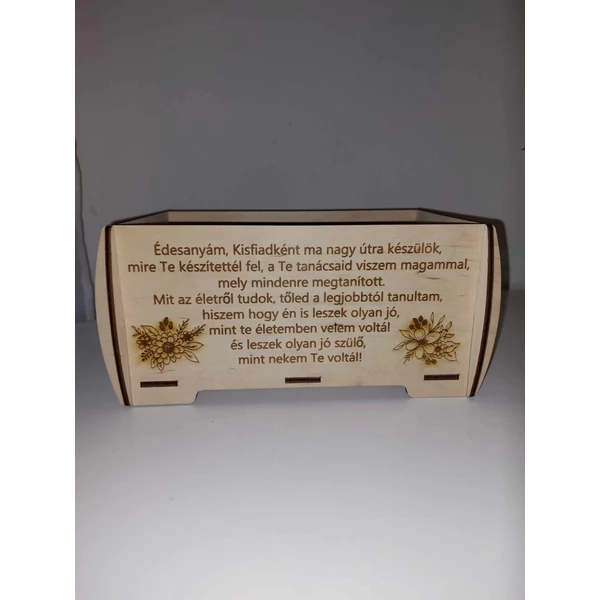 Édesanyám, Kisfiadként ma nagy útra készülök,
mire Te készítettél fel, a Te tanácsaid viszem magammal,
mely mindenre megtanított.
Mit az életről tudok, tőled a legjobbtól tanultam,
hiszem hogy én is leszek olyan jó,
mint te életemben velem voltál
és leszek olyan jó szülő,
mint nekem Te voltál!